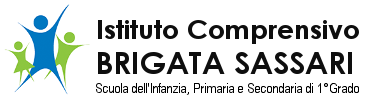 Istituto Comprensivo
BRIGATA SASSARI
Scuola dell'Infanzia, Primaria e Secondaria di 1°Grado